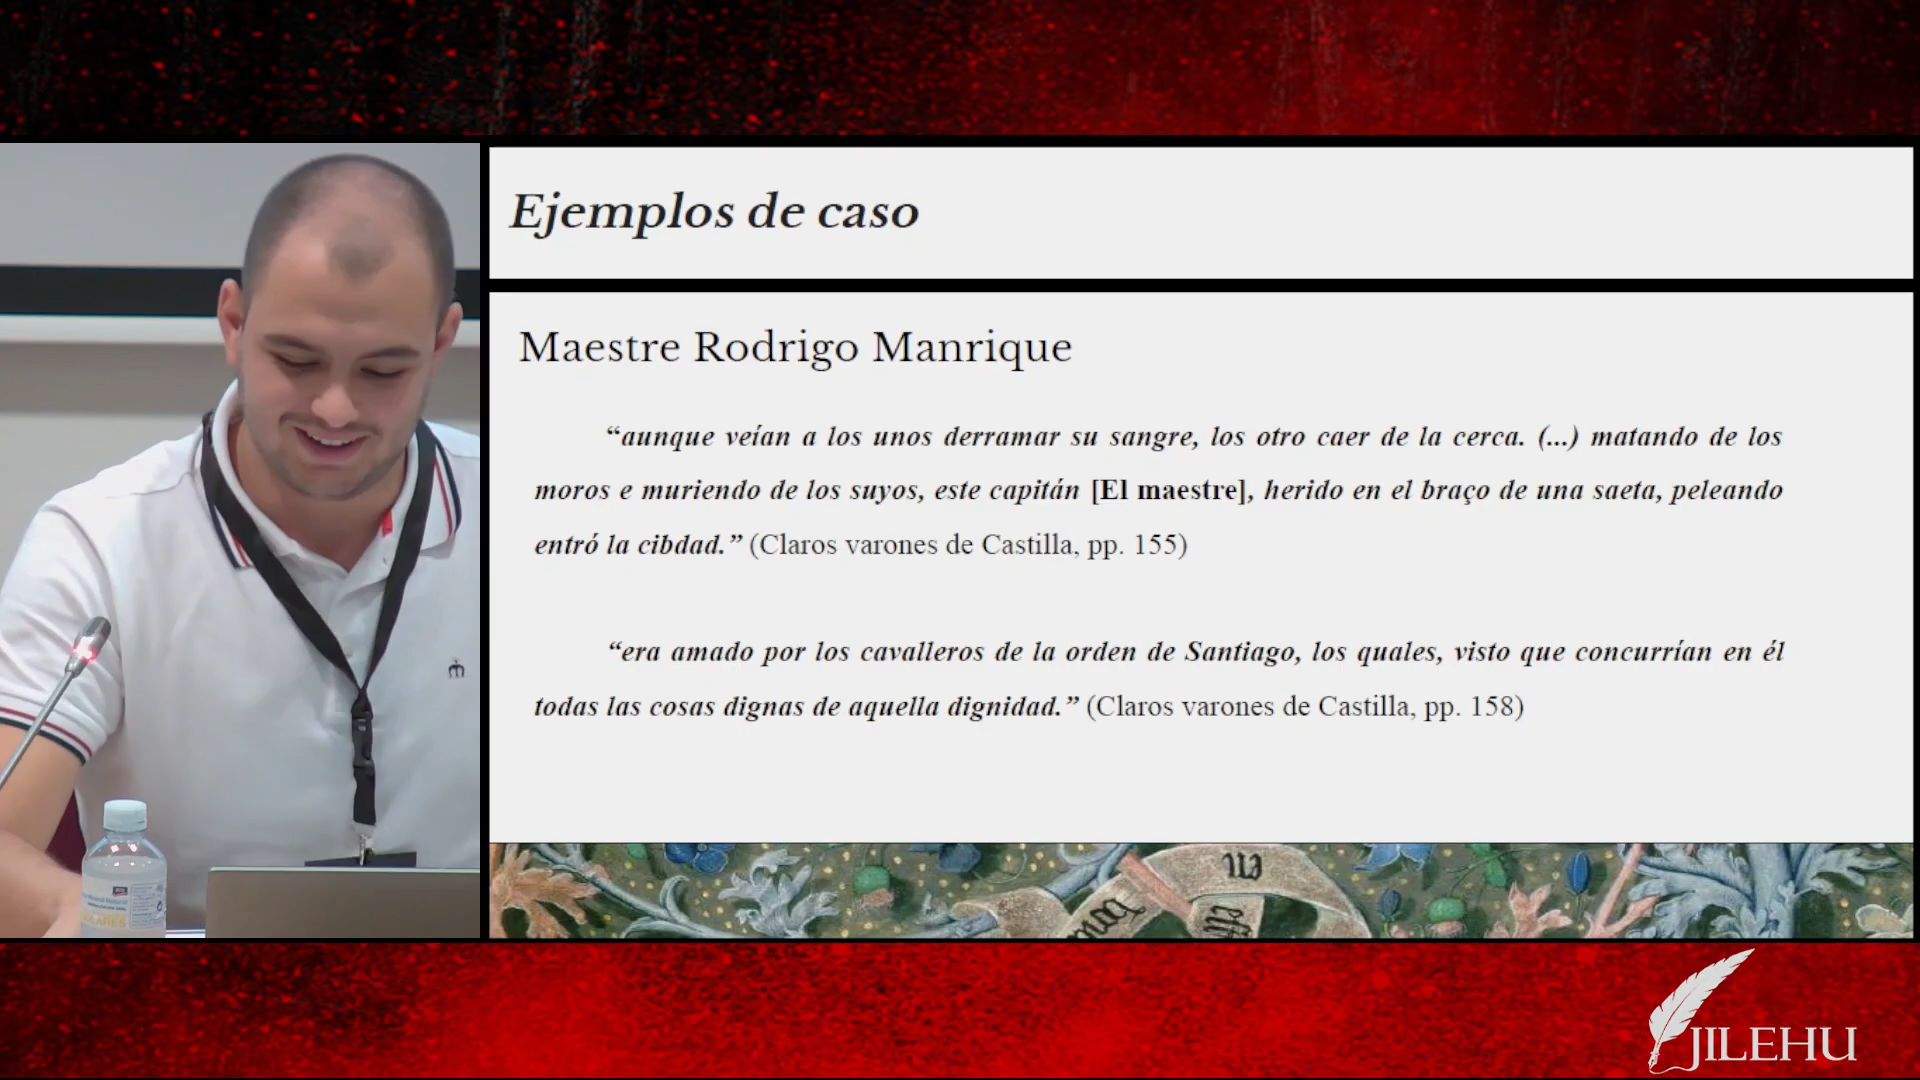 Ejemplos de caso
Maestre Rodrigo Manrique
“aunque veían a los unos derramar su sangre, los otro caer de la cerca. (...) matando de los
moros e muriendo de los suyos, este capitán [El maestre], herido en el braço de una saeta, peleando
entró la cibdad.” (Claros varones de Castilla, pp. 155)
“era amado por los cavalleros de la orden de Santiago, los quales, visto que concurrían en él
todas las cosas dignas de aquella dignidad.” (Claros varones de Castilla, pp. 158)
en
JILEHU